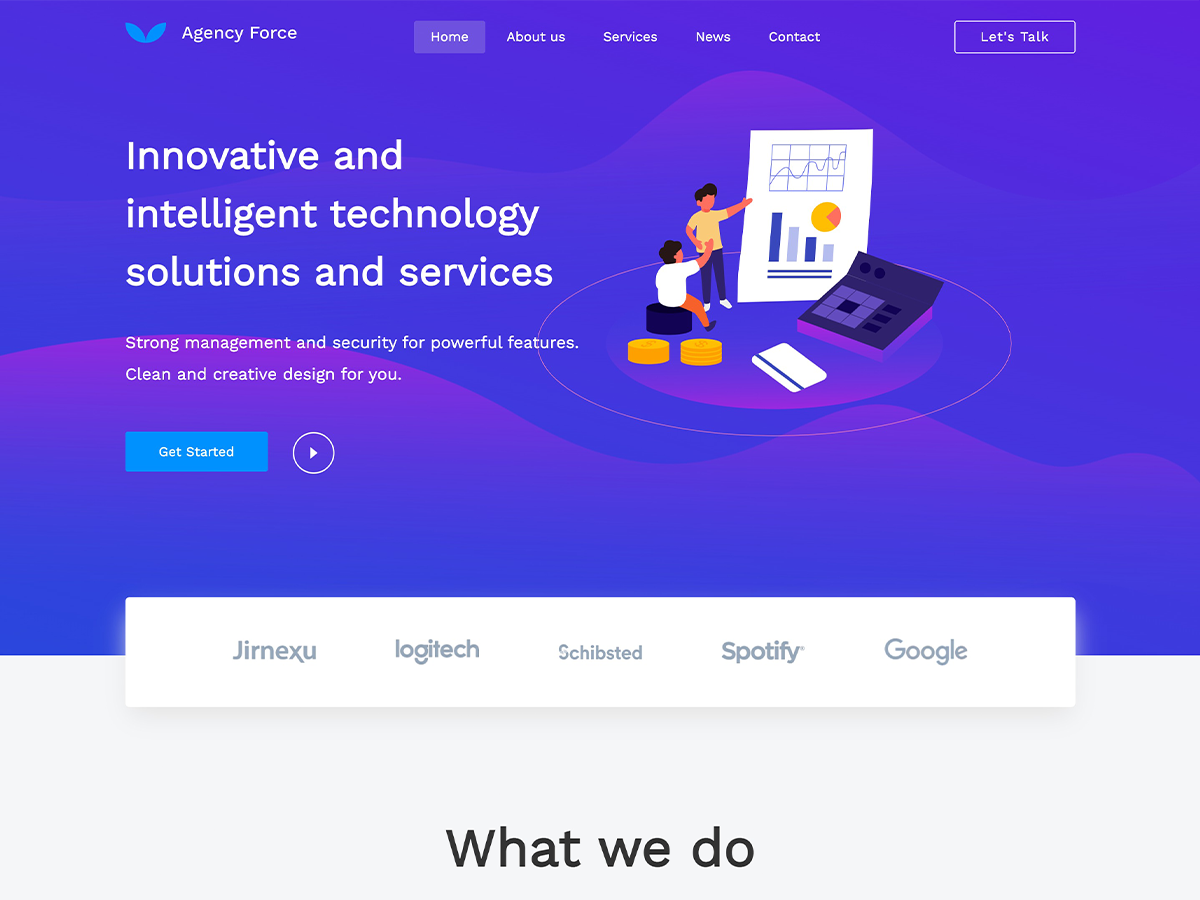 Agency Force
Home
About us
Services
News
Contact
Let's Talk
Innovative and
intelligent technology
solutions and services
Strong management and security for powerful features.
Clean and creative design for you.
Get Started
Jirnexu
logitech
Schibsted
Spotify®
Google
What we do